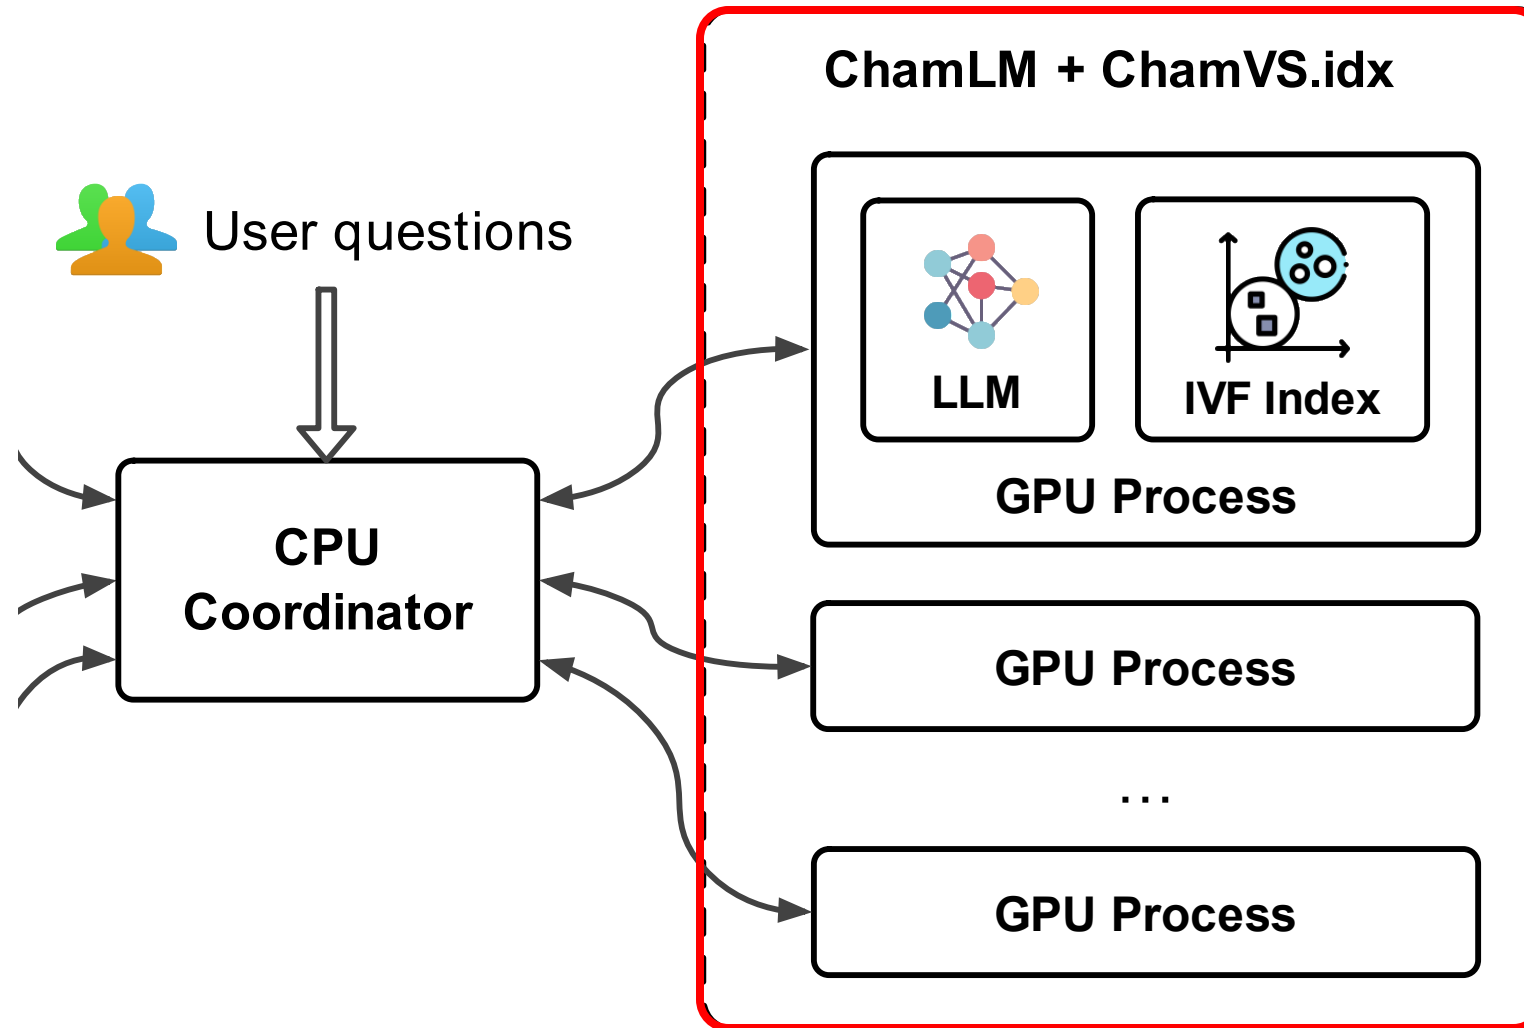 ChamLM + ChamVS.idx
User questions
LLM
IVF Index
GPU Process
CPU
Coordinator
GPU Process
...
GPU Process